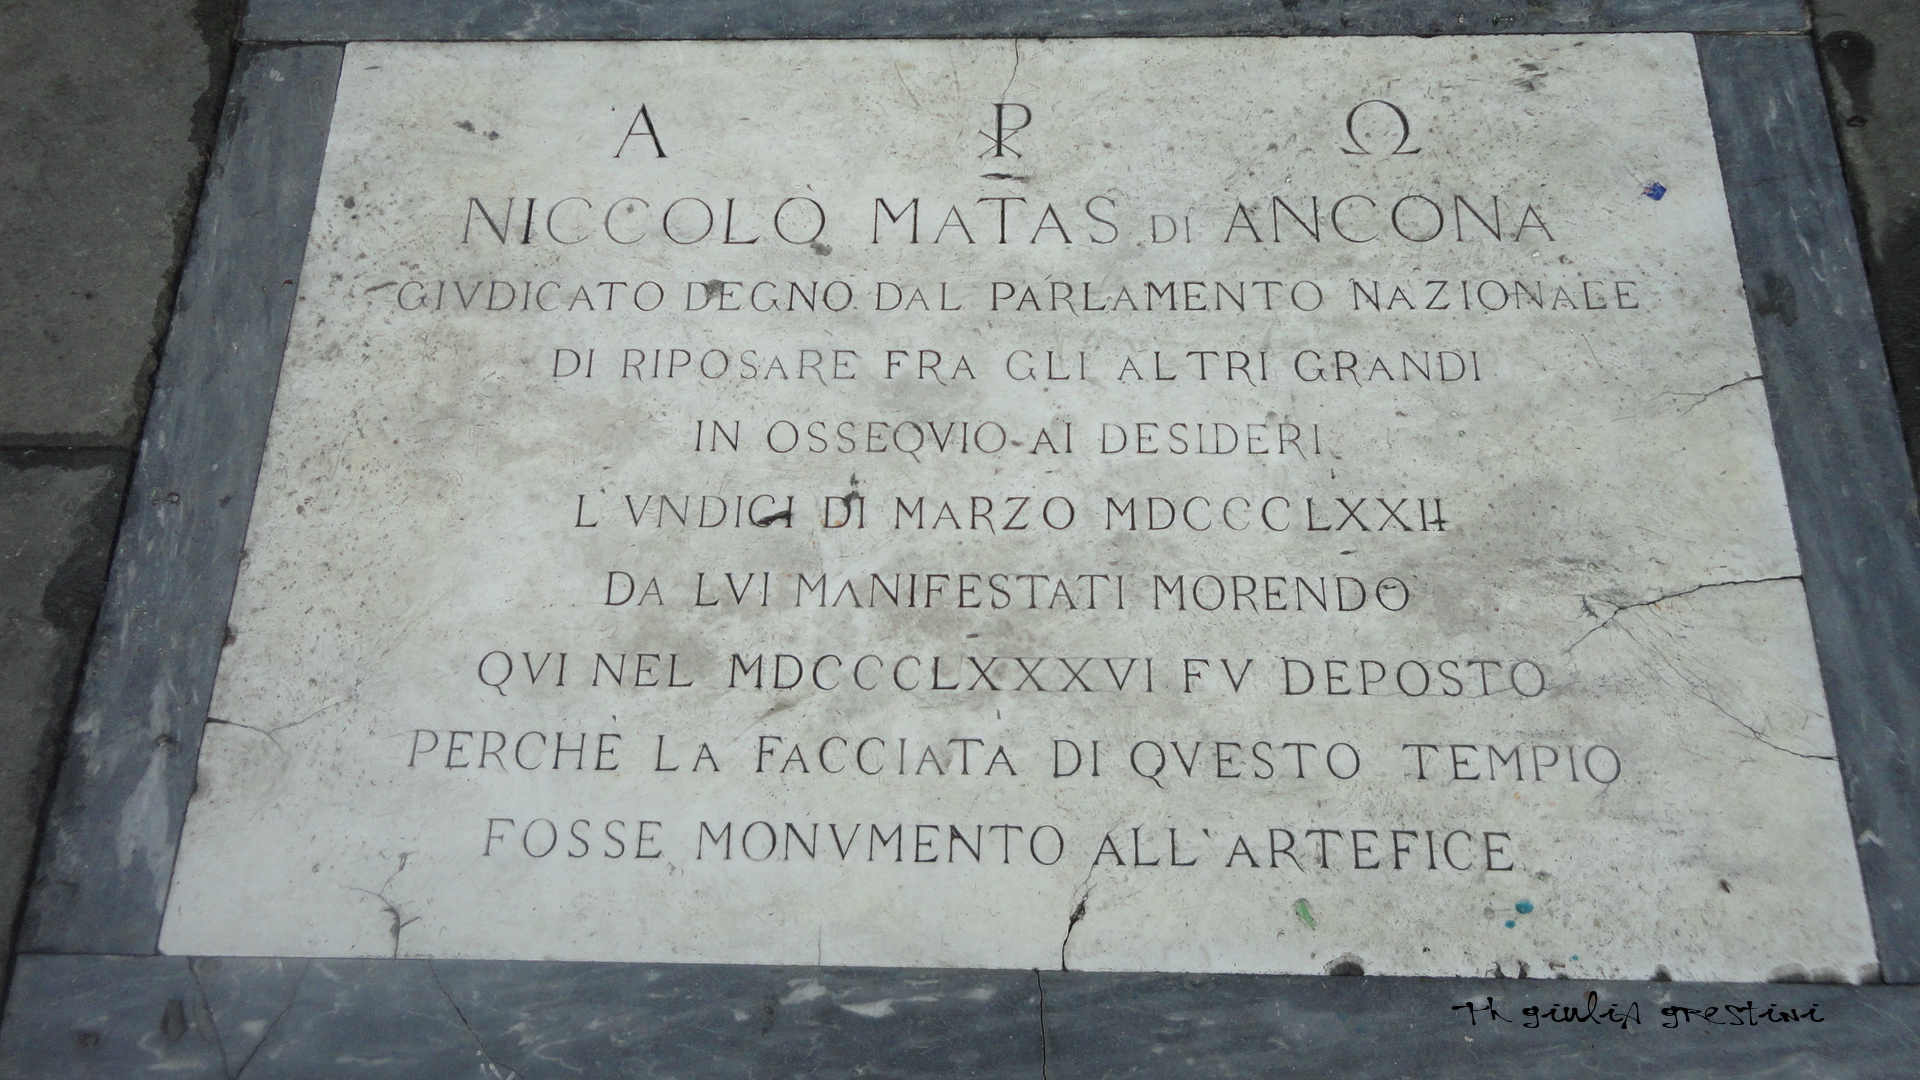 A ☧ Ω
NICCOLÒ MATAS DI ANCONA
GIVDICATO DEGNO DAL PARLAMENTO NAZIONALE
DI RIPOSARE FRA GLI ALTRI GRANDI
IN OSSEQVIO AI DESIDERI
L'VNDICI DI MARZO MDCCCLXXII
DA LVI MANIFESTATI MORENDO
QVI NEL MDCCCLXXXVI FV DEPOSTO
PERCHÈ LA FACCIATA DI QVESTO TEMPIO
FOSSE MONVMENTO ALL'ARTEFICE
Ph giuliA grestini